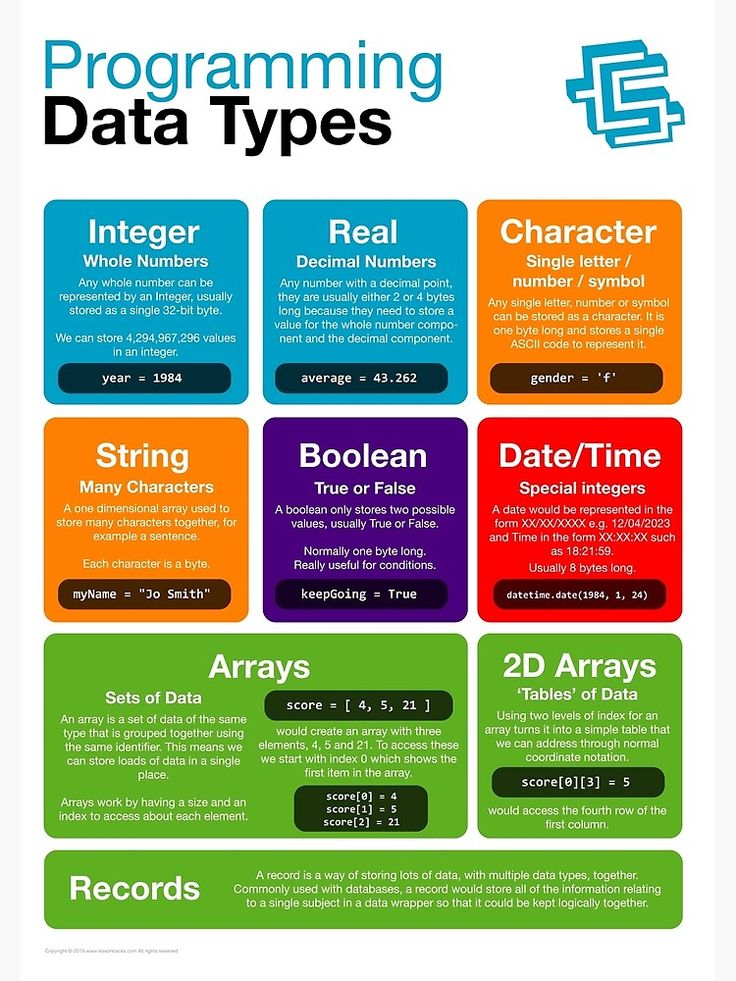 Programming
Data Types
Integer
Whole Numbers
Any whole number can be
represented by an Integer, usually
stored as a single 32-bit byte.
We can store 4,294,967,296 values
in an integer.
year = 1984
Real
Decimal Numbers
Any number with a decimal point,
they are usually either 2 or 4 bytes
long because they need to store a
value for the whole number compo-
nent and the decimal component.
average = 43.262
Character
Single letter /
number / symbol
Any single letter, number or symbol
can be stored as a character. It is
one byte long and stores a single
ASCII code to represent it.
gender = 'f'
String
Many Characters
A one dimensional array used to
store many characters together, for
example a sentence.
Each character is a byte.
myName = "Jo Smith"
Boolean
True or False
A boolean only stores two possible
values, usually True or False.
Normally one byte long.
Really useful for conditions.
keepGoing = True
Date/Time
Special integers
A date would be represented in the
form XX/XX/XXXX e.g. 12/04/2023
and Time in the form XX:XX:XX such
as 18:21:59.
Usually 8 bytes long.
datetime.date(1984, 1, 24)
Arrays
Sets of Data
An array is a set of data of the same
type that is grouped together using
the same identifier. This means we
can store loads of data in a single
place.
Arrays work by having a size and an
index to access about each element.
score = [ 4, 5, 21 ]
would create an array with three
elements, 4, 5 and 21. To access these
we start with index 0 which shows the
first item in the array.
score[0] = 4
score[1] = 5
score[2] = 21
2D Arrays
‘Tables’ of Data
Using two levels of index for an
array turns it into a simple table that
we can address through normal
coordinate notation.
score[0][3] = 5
would access the fourth row of the
first column.
Records
A record is a way of storing lots of data, with multiple data types, together.
Commonly used with databases, a record would store all of the information relating
to a single subject in a data wrapper so that it could be kept logically together.
Copyright © 2019 www.lessonhacks.com All rights reserved